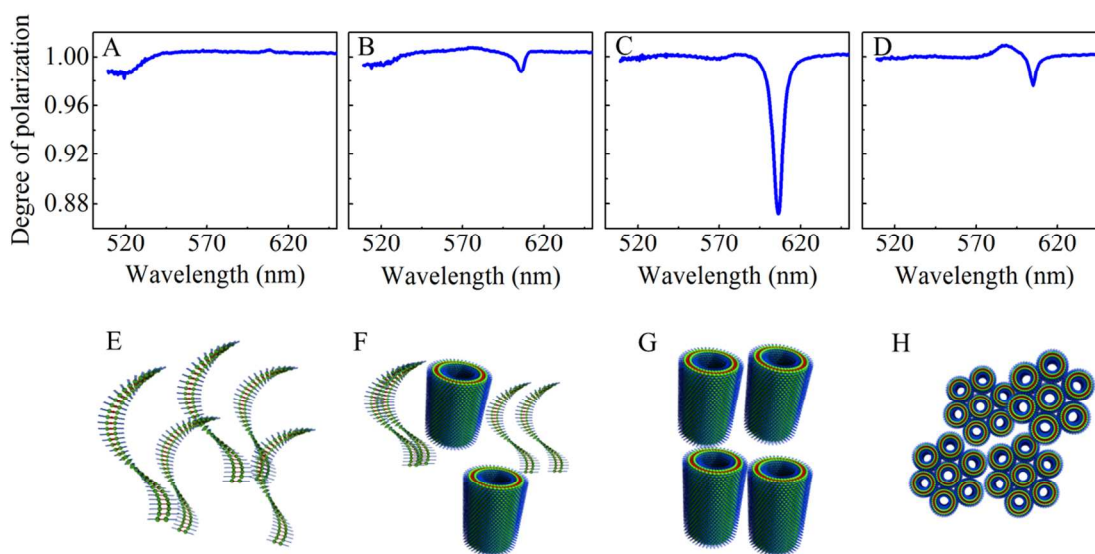 A B C D
Degree of polarization
1.00
0.96
0.92
0.88
520 570 620 520 570 620 520 570 620 520 570 620
Wavelength (nm) Wavelength (nm) Wavelength (nm) Wavelength (nm)
E F G H